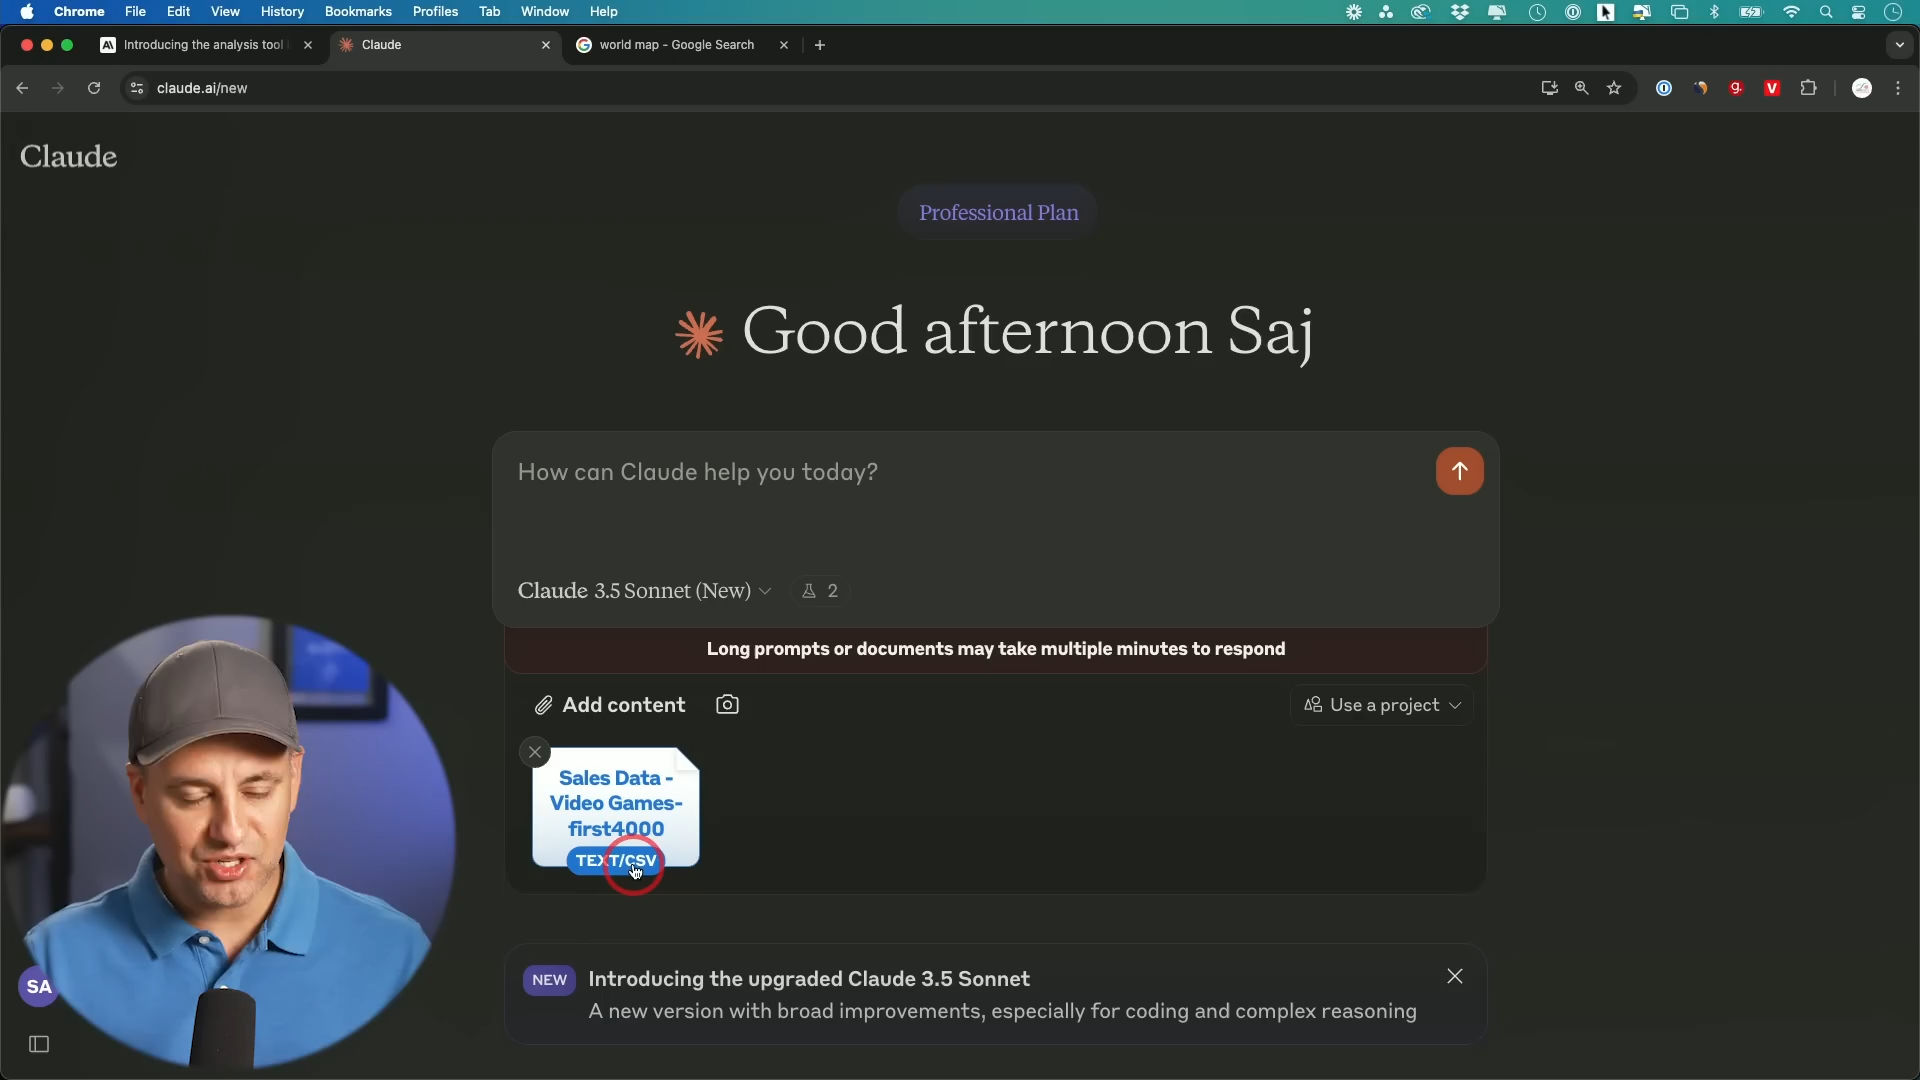 Chrome File Edit View History Bookmarks Profiles Tab Window Help
Introducing the analysis tool
Claude
world map - Google Search
claude.ai/new
Claude
Professional Plan
Good afternoon Saj
How can Claude help you today?
Claude 3.5 Sonnet (New)
2
Long prompts or documents may take multiple minutes to respond
Add content
Use a project
Sales Data -
Video Games-
first4000
TEXT/CSV
NEW
Introducing the upgraded Claude 3.5 Sonnet
A new version with broad improvements, especially for coding and complex reasoning
SA